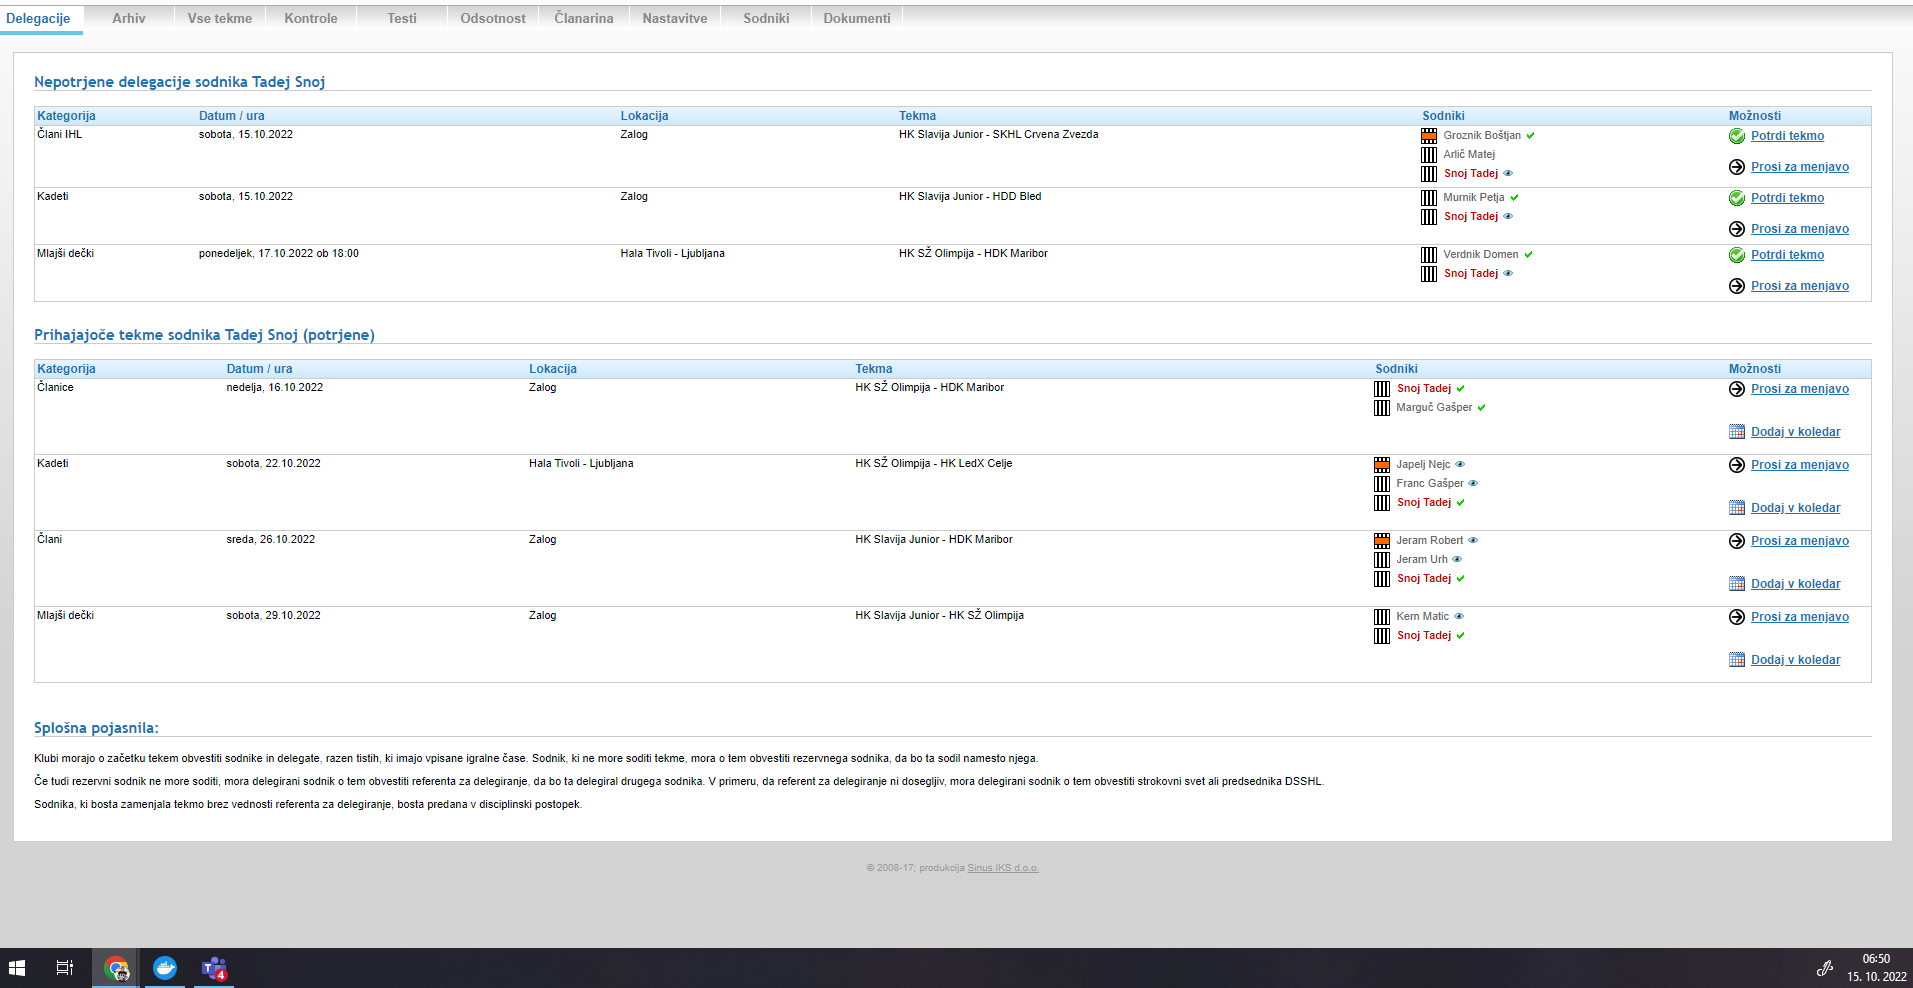 Delegacije Arhiv Vse tekme Kontrole Testi Odsotnost Članarina Nastavitve Sodniki Dokumenti
Nepotrjene delegacije sodnika Tadej Snoj
Kategorija Datum / ura Lokacija Tekma Sodniki Možnosti
Člani IHL sobota, 15.10.2022 Zalog HK Slavija Junior - SKHL Crvena Zvezda Groznik Boštjan Potrdi tekmo
Arlič Matej
Prosi za menjavo
Snoj Tadej
Kadeti sobota, 15.10.2022 Zalog HK Slavija Junior - HDD Bled Murnik Petja Potrdi tekmo
Snoj Tadej
Prosi za menjavo
Mlajši dečki ponedeljek, 17.10.2022 ob 18:00 Hala Tivoli - Ljubljana HK SŽ Olimpija - HDK Maribor Verdnik Domen Potrdi tekmo
Snoj Tadej
Prosi za menjavo
Prihajajoče tekme sodnika Tadej Snoj (potrjene)
Kategorija Datum / ura Lokacija Tekma Sodniki Možnosti
Članice nedelja, 16.10.2022 Zalog HK SŽ Olimpija - HDK Maribor Snoj Tadej Prosi za menjavo
Marguč Gašper
Dodaj v koledar
Kadeti sobota, 22.10.2022 Hala Tivoli - Ljubljana HK SŽ Olimpija - HK LedX Celje Japelj Nejc Prosi za menjavo
Franc Gašper
Snoj Tadej
Dodaj v koledar
Člani sreda, 26.10.2022 Zalog HK Slavija Junior - HDK Maribor Jeram Robert Prosi za menjavo
Jeram Urh
Snoj Tadej
Dodaj v koledar
Mlajši dečki sobota, 29.10.2022 Zalog HK Slavija Junior - HK SŽ Olimpija Kern Matic Prosi za menjavo
Snoj Tadej
Dodaj v koledar
Splošna pojasnila:
Klubi morajo o začetku tekem obvestiti sodnike in delegate, razen tistih, ki imajo vpisane igralne čase. Sodnik, ki ne more soditi tekme, mora o tem obvestiti rezervnega sodnika, da bo ta sodil namesto njega.
Če tudi rezervni sodnik ne more soditi, mora delegirani sodnik o tem obvestiti referenta za delegiranje, da bo ta delegiral drugega sodnika. V primeru, da referent za delegiranje ni dosegljiv, mora delegirani sodnik o tem obvestiti strokovni svet ali predsednika DSSHL.
Sodnika, ki bosta zamenjala tekmo brez vednosti referenta za delegiranje, bosta predana v disciplinski postopek.
© 2008-17; produkcija Sinus IKS d.o.o.
T 4
06:50
15. 10. 2022